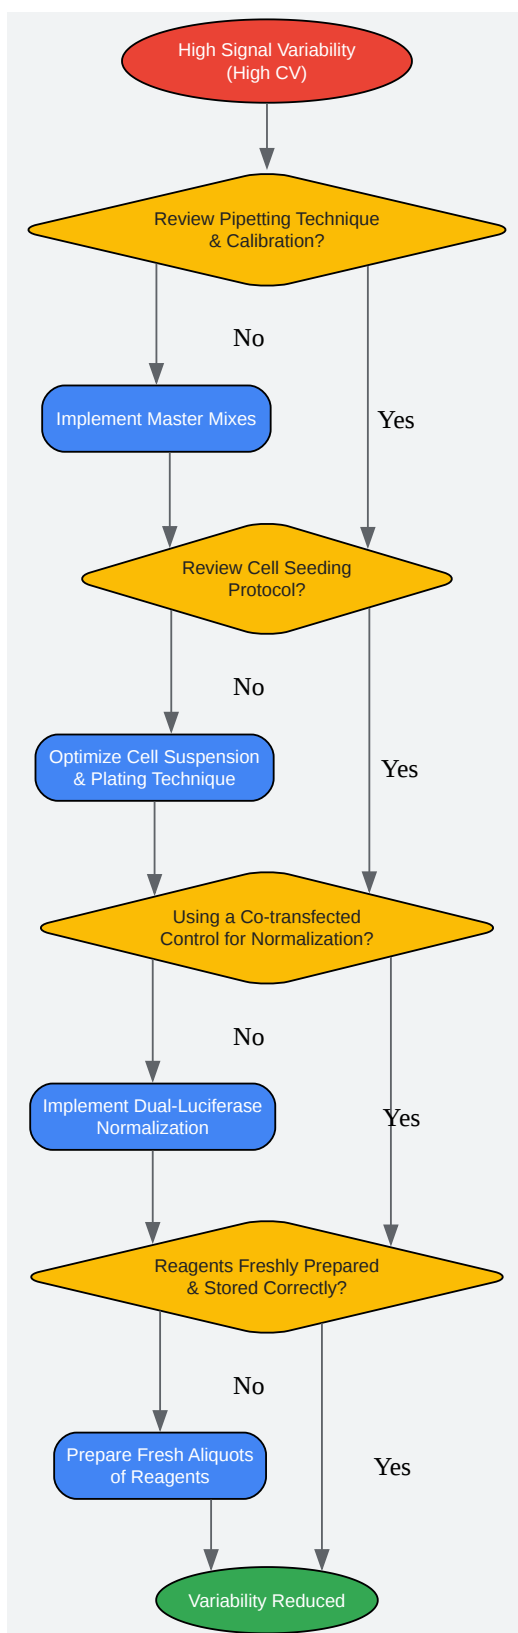 High Signal Variability
(High CV)
Review Pipetting Technique
& Calibration?
No
Implement Master Mixes
Yes
Review Cell Seeding
Protocol?
No
Optimize Cell Suspension
& Plating Technique
Yes
Using a Co-transfected
Control for Normalization?
No
Implement Dual-Luciferase
Normalization
Yes
Reagents Freshly Prepared
& Stored Correctly?
No
Prepare Fresh Aliquots
of Reagents
Yes
Variability Reduced